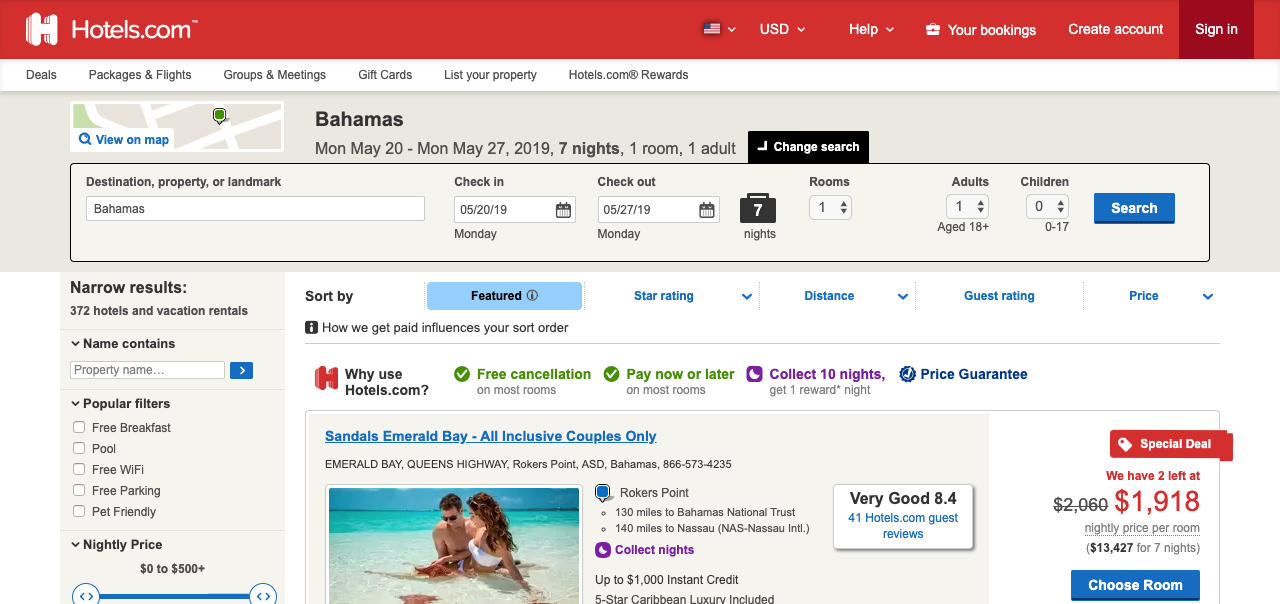 Hotels.com™
USD
Help
Your bookings
Create account
Sign in
Deals
Packages & Flights
Groups & Meetings
Gift Cards
List your property
Hotels.com® Rewards
View on map
Bahamas
Mon May 20 - Mon May 27, 2019, 7 nights, 1 room, 1 adult
Change search
Destination, property, or landmark
Bahamas
Check in
05/20/19
Monday
Check out
05/27/19
Monday
7
nights
Rooms
1
Adults
1
Aged 18+
Children
0
0-17
Search
Narrow results:
372 hotels and vacation rentals
Name contains
Property name…
Popular filters
Free Breakfast
Pool
Free WiFi
Free Parking
Pet Friendly
Nightly Price
$0 to $500+
Sort by
Featured
Star rating
Distance
Guest rating
Price
How we get paid influences your sort order
Why use
Hotels.com?
Free cancellation
on most rooms
Pay now or later
on most rooms
Collect 10 nights,
get 1 reward* night
Price Guarantee
Sandals Emerald Bay - All Inclusive Couples Only
EMERALD BAY, QUEENS HIGHWAY, Rokers Point, ASD, Bahamas, 866-573-4235
Rokers Point
130 miles to Bahamas National Trust
140 miles to Nassau (NAS-Nassau Intl.)
Collect nights
Up to $1,000 Instant Credit
5-Star Caribbean Luxury Included
Very Good 8.4
41 Hotels.com guest
reviews
Special Deal
We have 2 left at
$2,060 $1,918
nightly price per room
($13,427 for 7 nights)
Choose Room